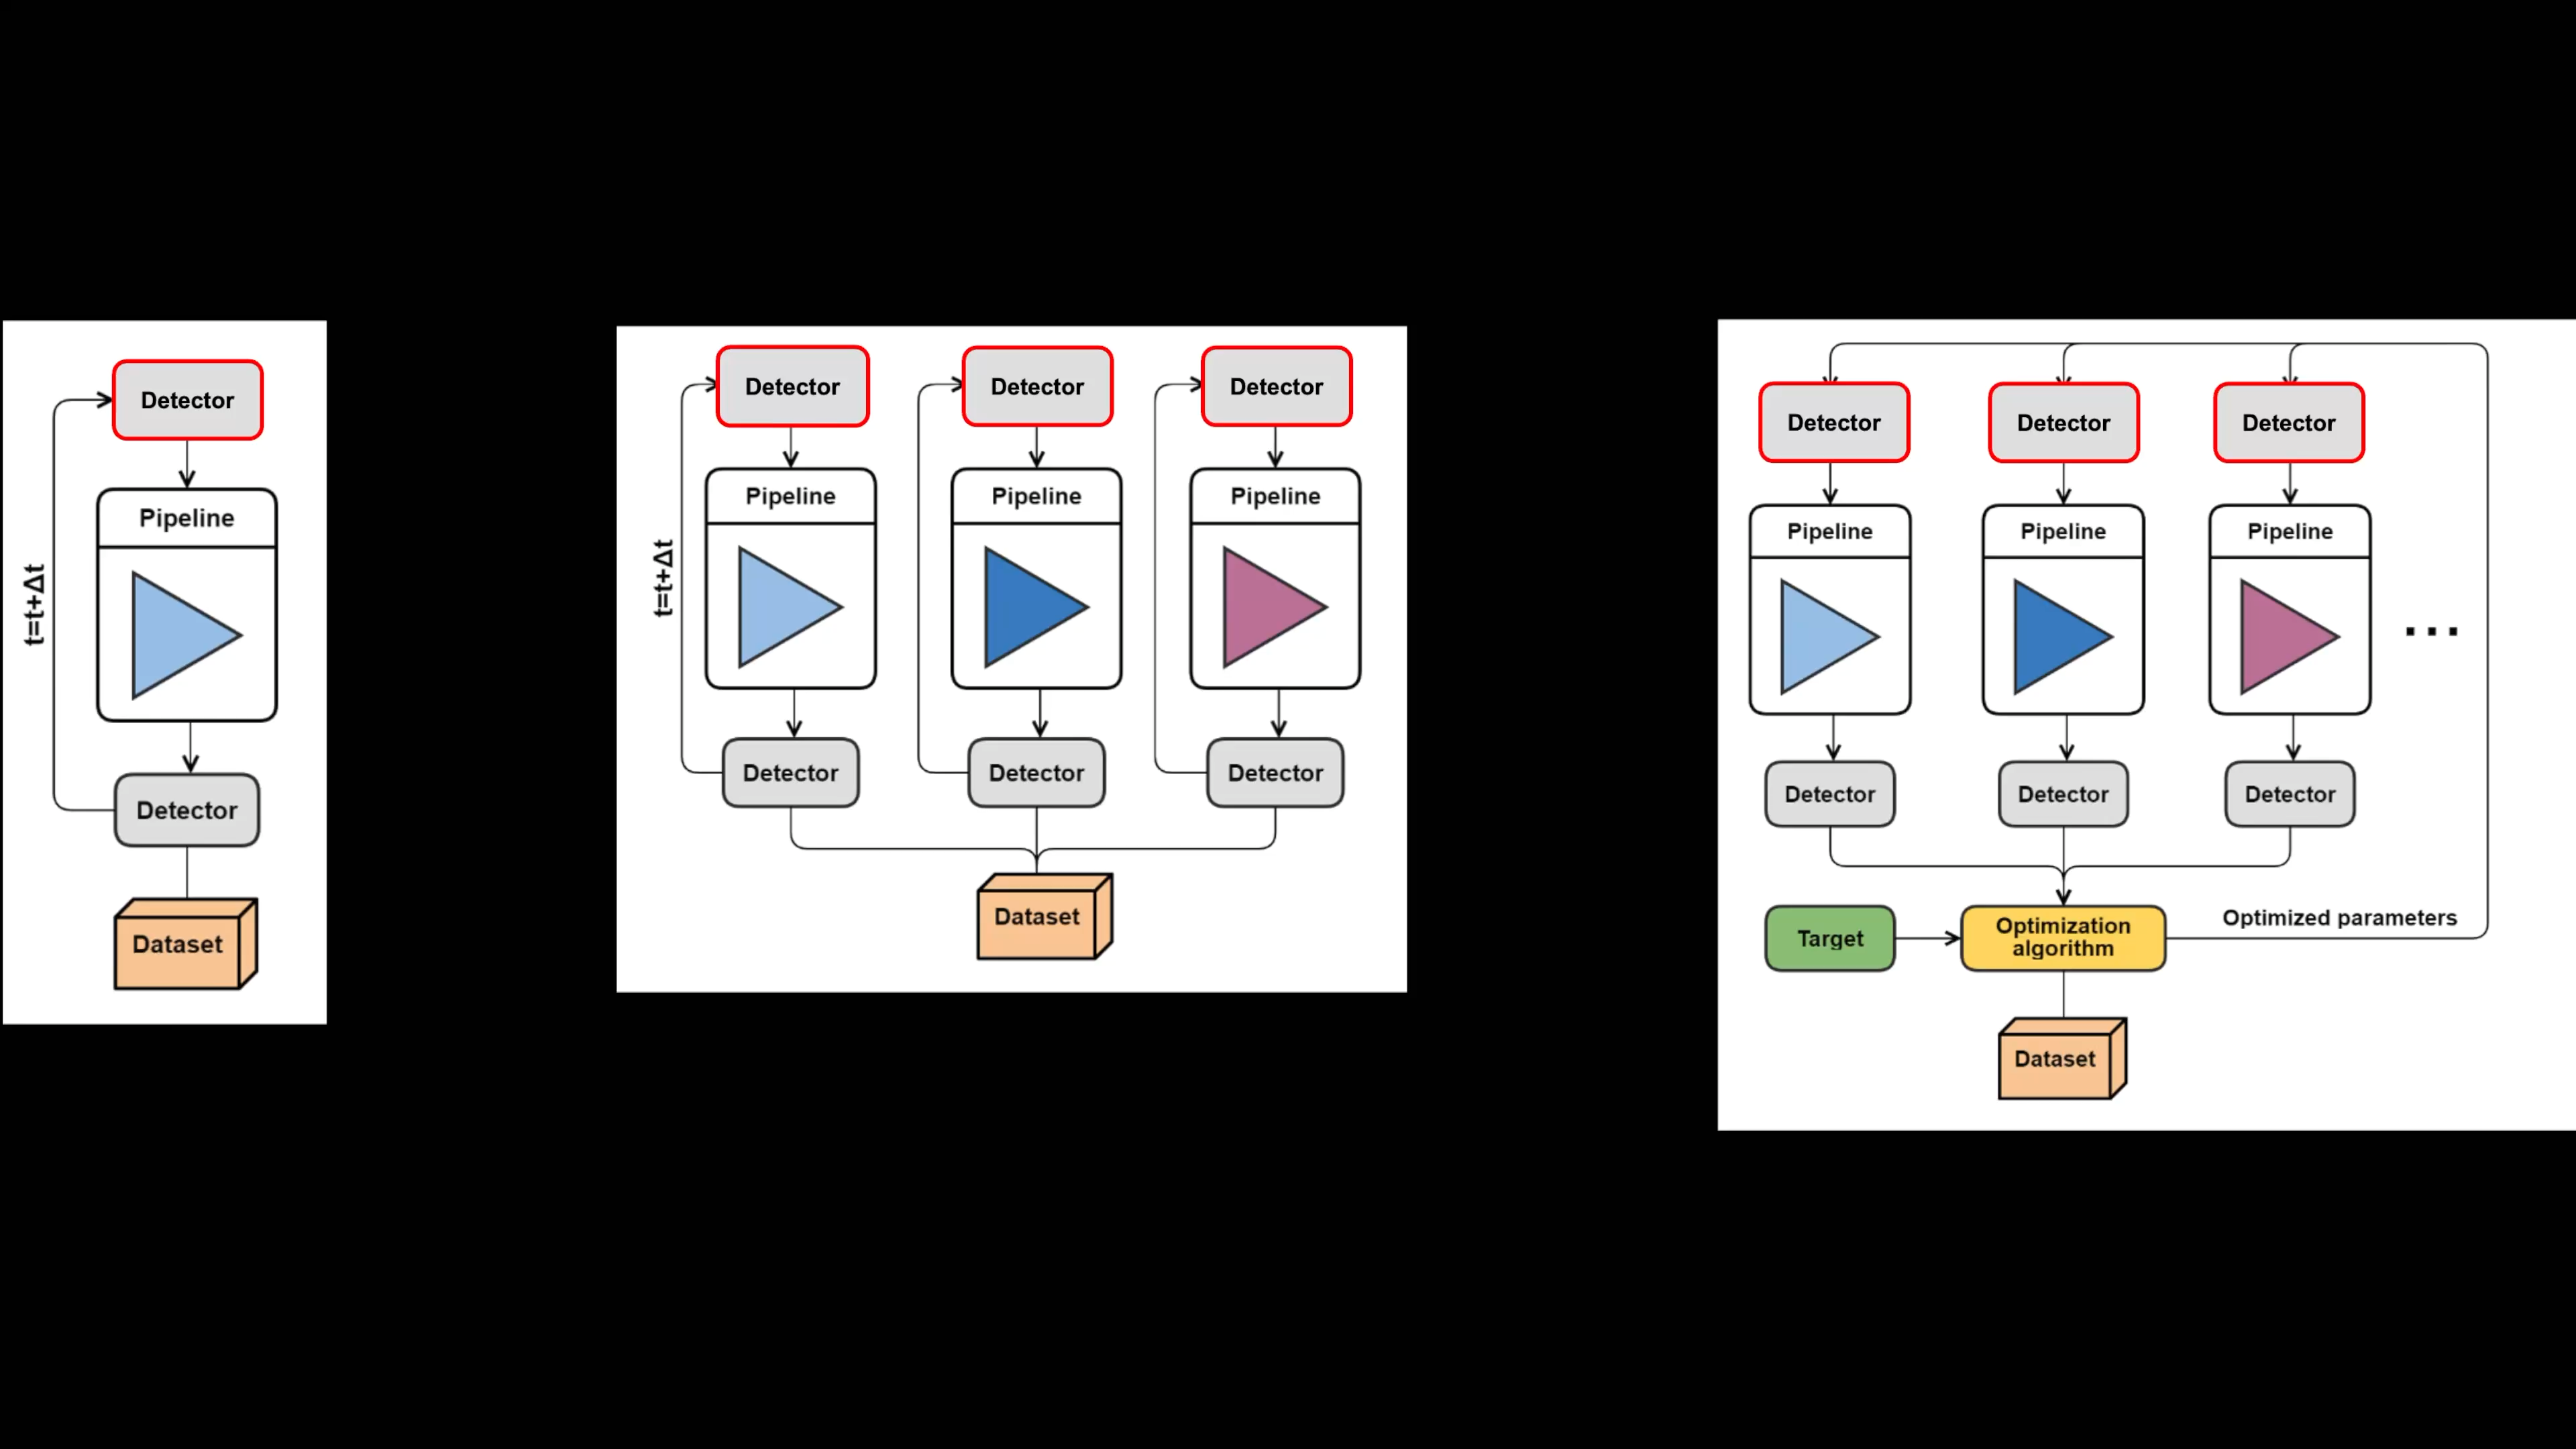 Detector
Pipeline
t=t+Δt
Detector
Dataset
Detector
Detector
Detector
Pipeline
Pipeline
Pipeline
t=t+Δt
Detector
Detector
Detector
Dataset
Detector
Detector
Detector
Pipeline
Pipeline
Pipeline
...
Detector
Detector
Detector
Target
Optimization
algorithm
Optimized parameters
Dataset